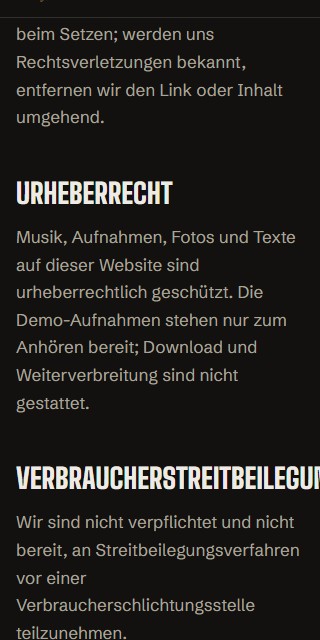 beim Setzen; werden uns
Rechtsverletzungen bekannt,
entfernen wir den Link oder Inhalt
umgehend.
URHEBERRECHT
Musik, Aufnahmen, Fotos und Texte
auf dieser Website sind
urheberrechtlich geschützt. Die
Demo-Aufnahmen stehen nur zum
Anhören bereit; Download und
Weiterverbreitung sind nicht
gestattet.
VERBRAUCHERSTREITBEILEGUN
Wir sind nicht verpflichtet und nicht
bereit, an Streitbeilegungsverfahren
vor einer
Verbraucherschlichtungsstelle
teilzunehmen.